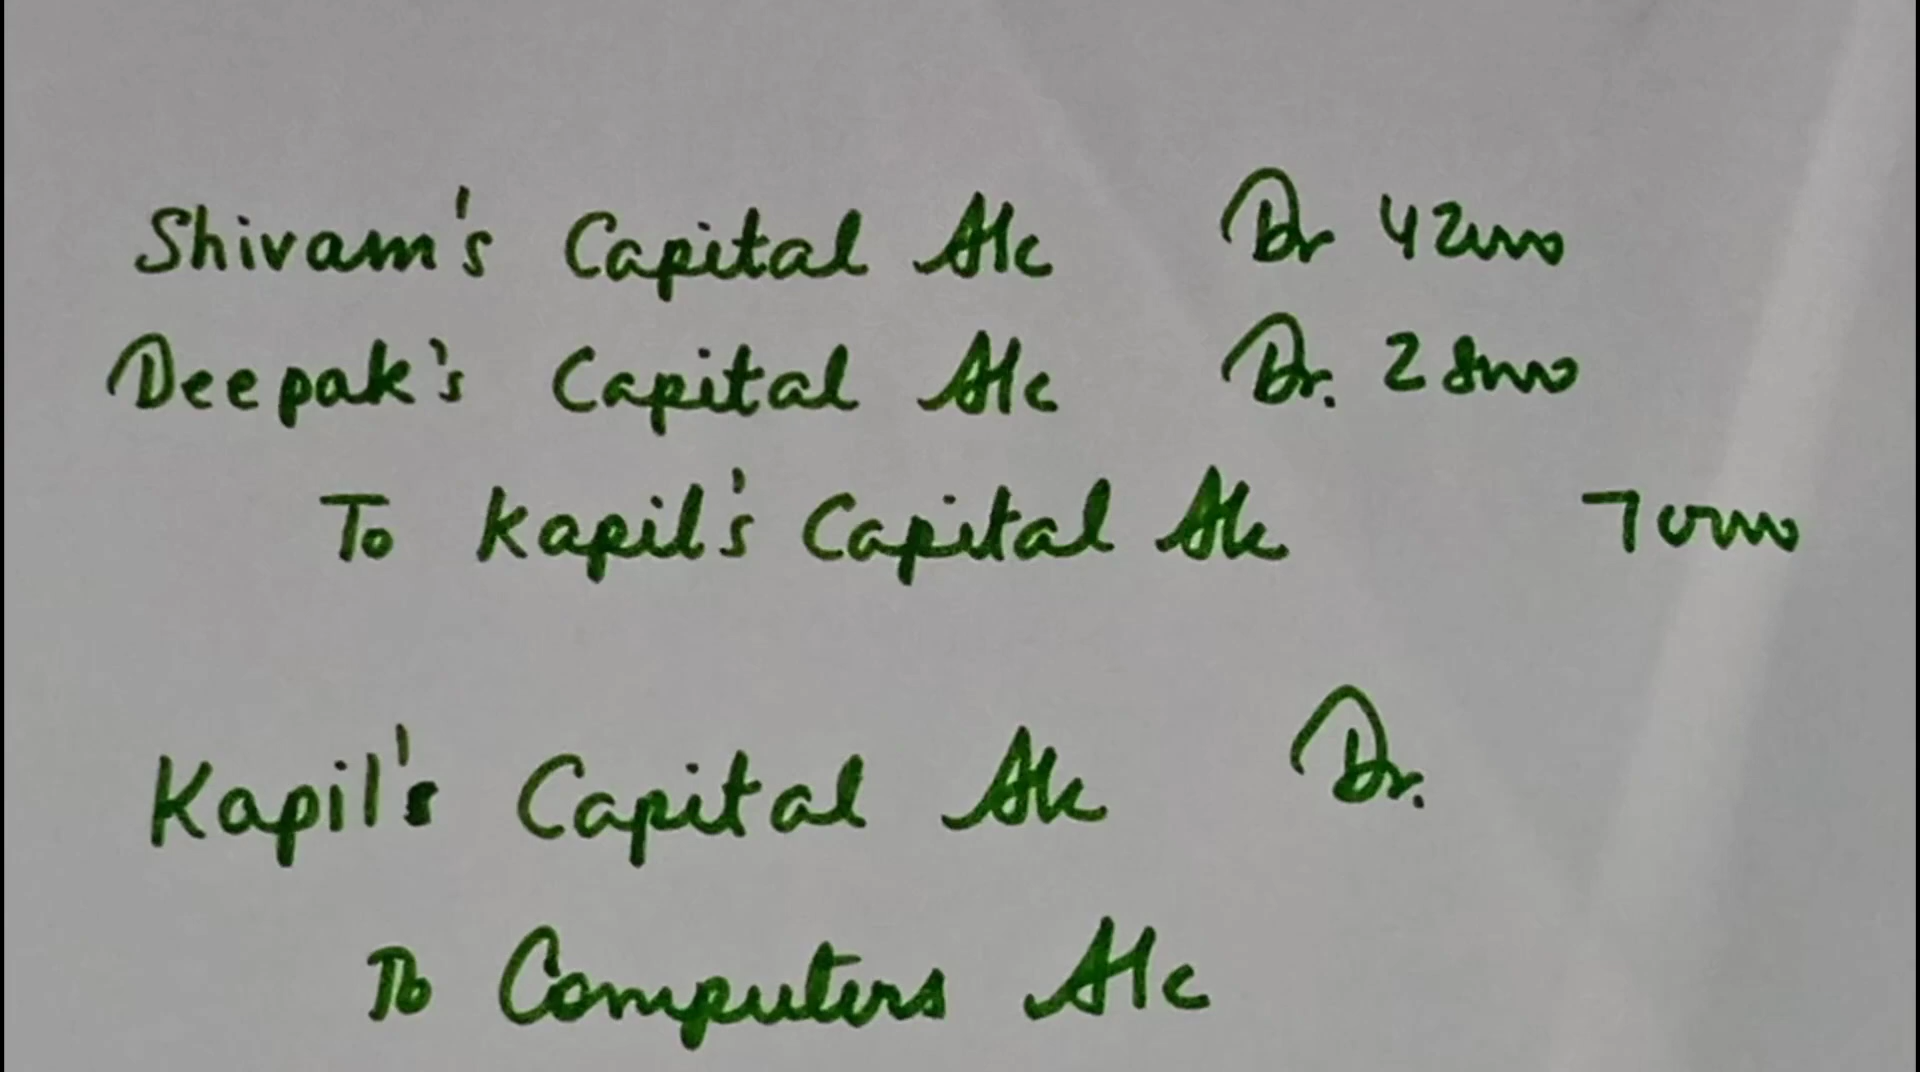 Shivam's Capital A/c Dr 42000
Deepak's Capital A/c Dr. 28000
To Kapil's Capital A/c 70000
Kapil's Capital A/c Dr.
To Computers A/c